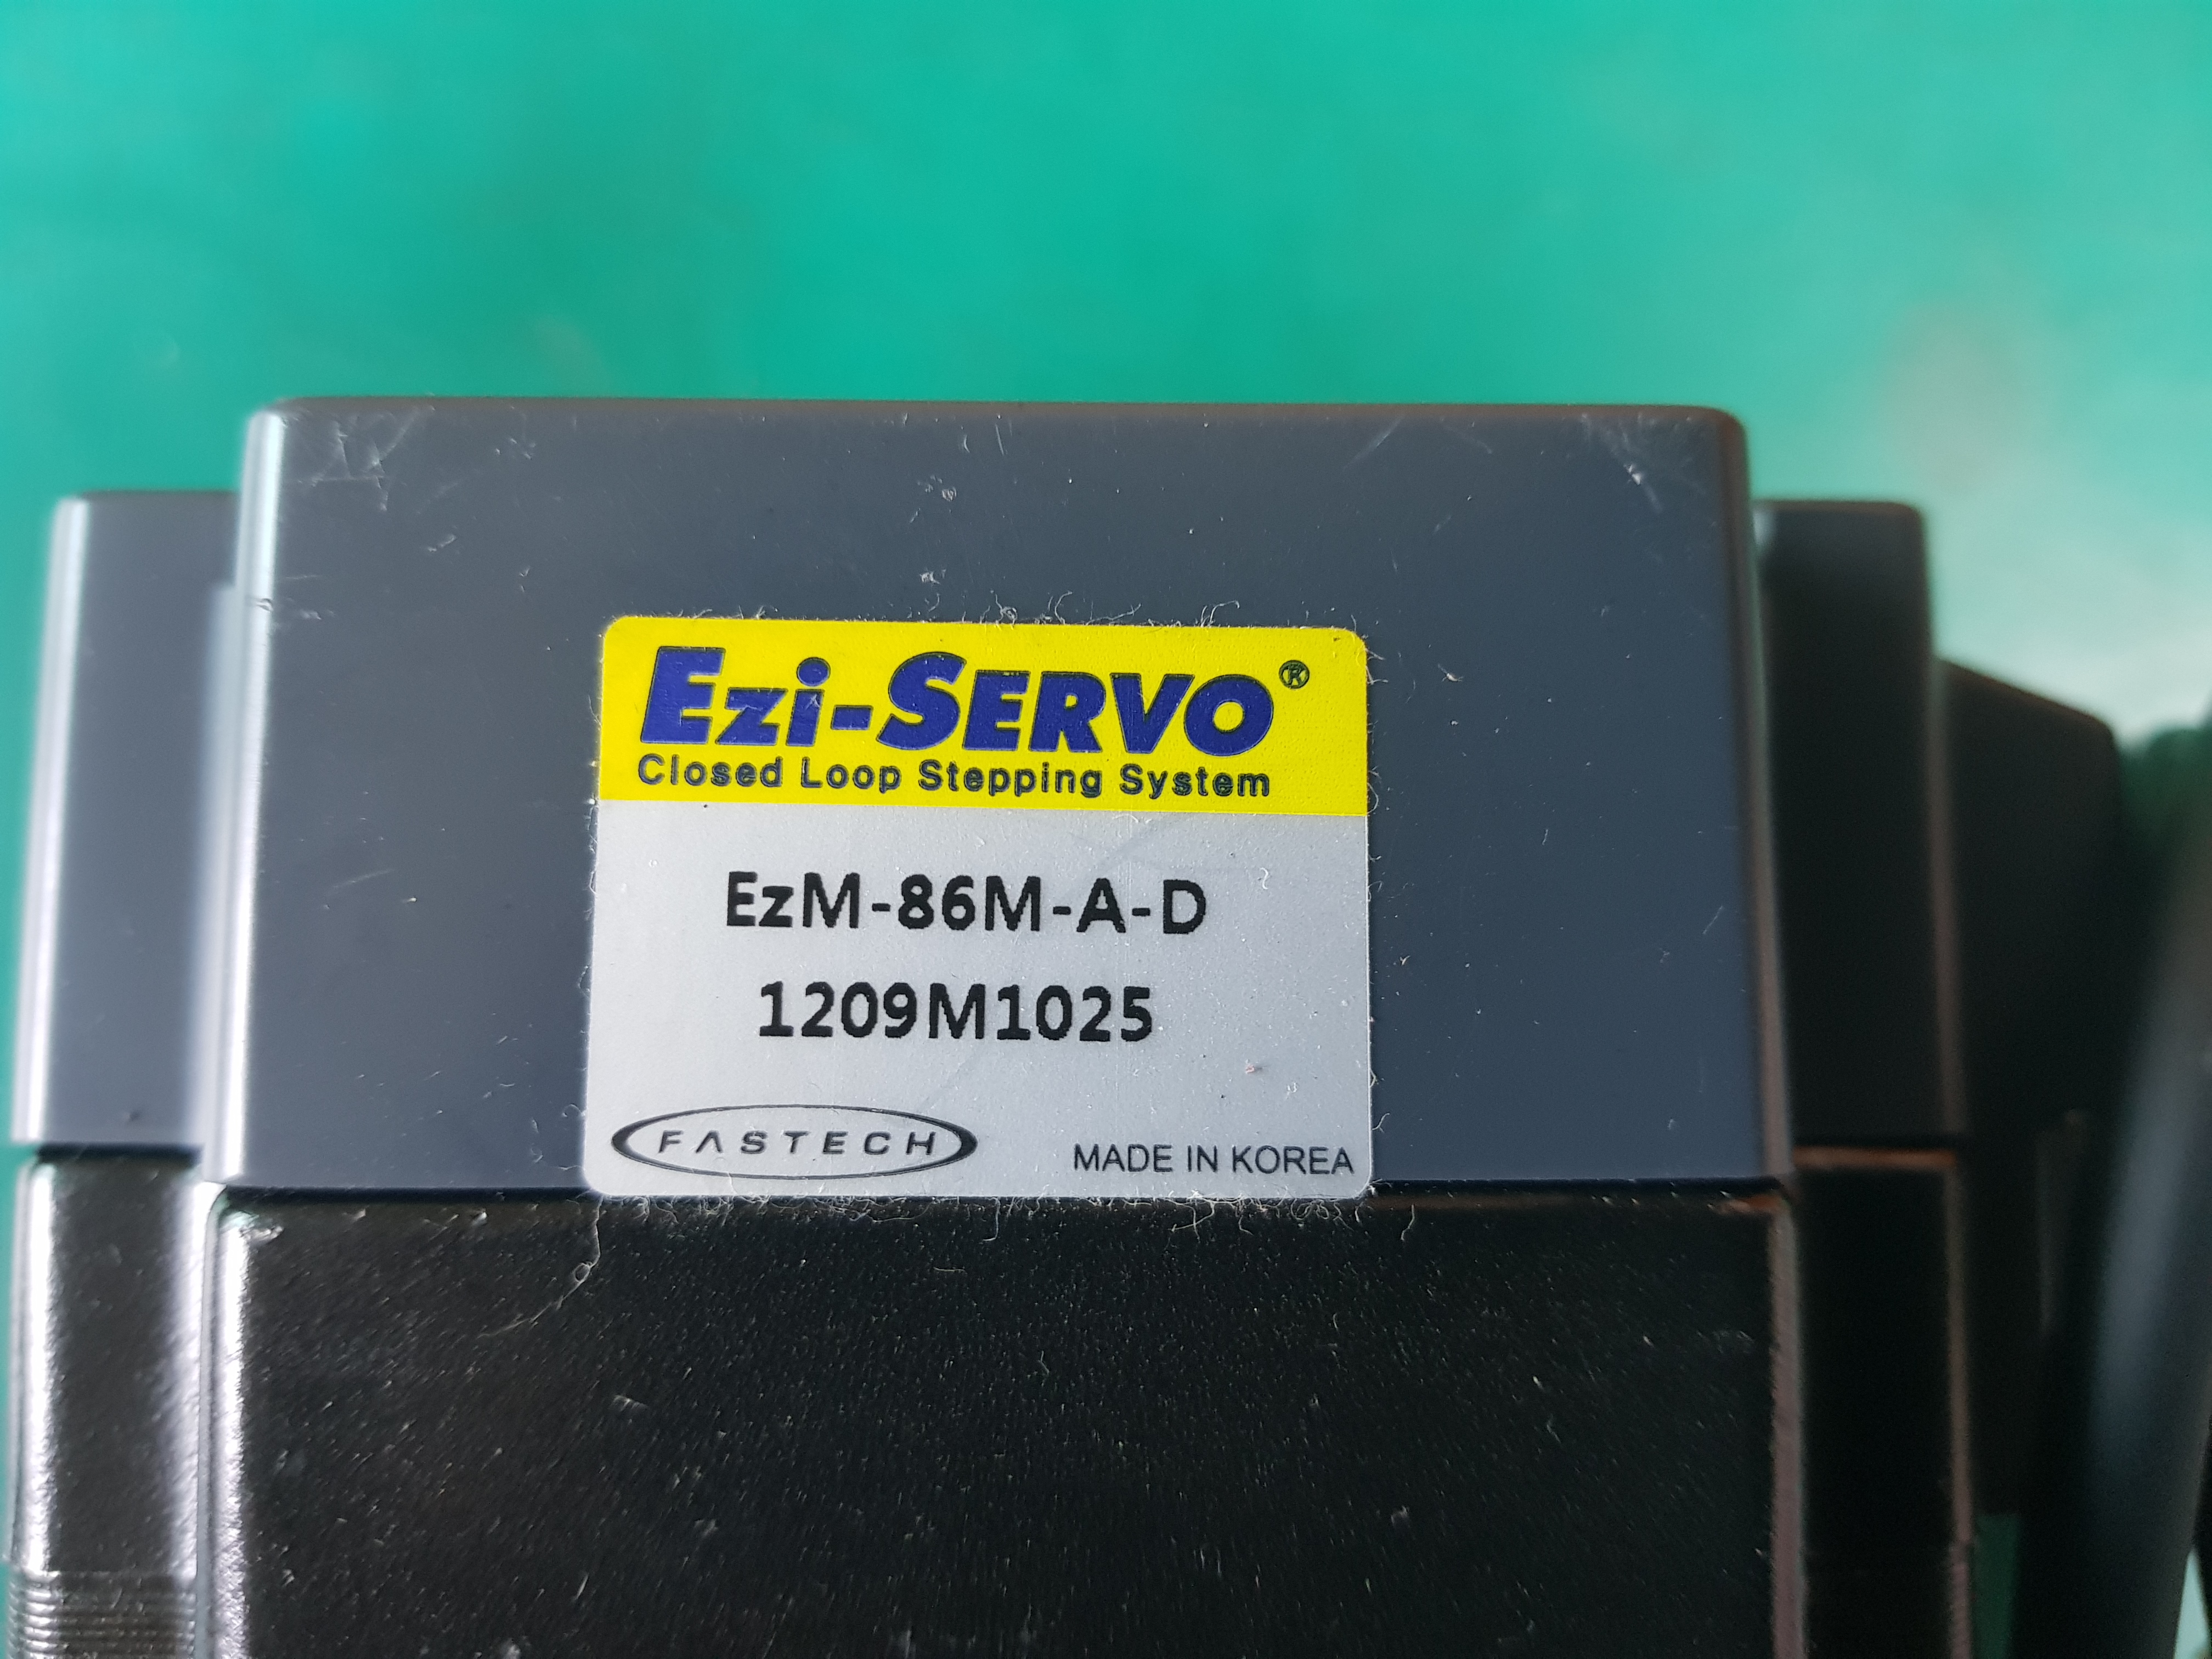 Ezi-SERVO®
Closed Loop Stepping System
EzM-86M-A-D
1209M1025
FASTECH MADE IN KOREA